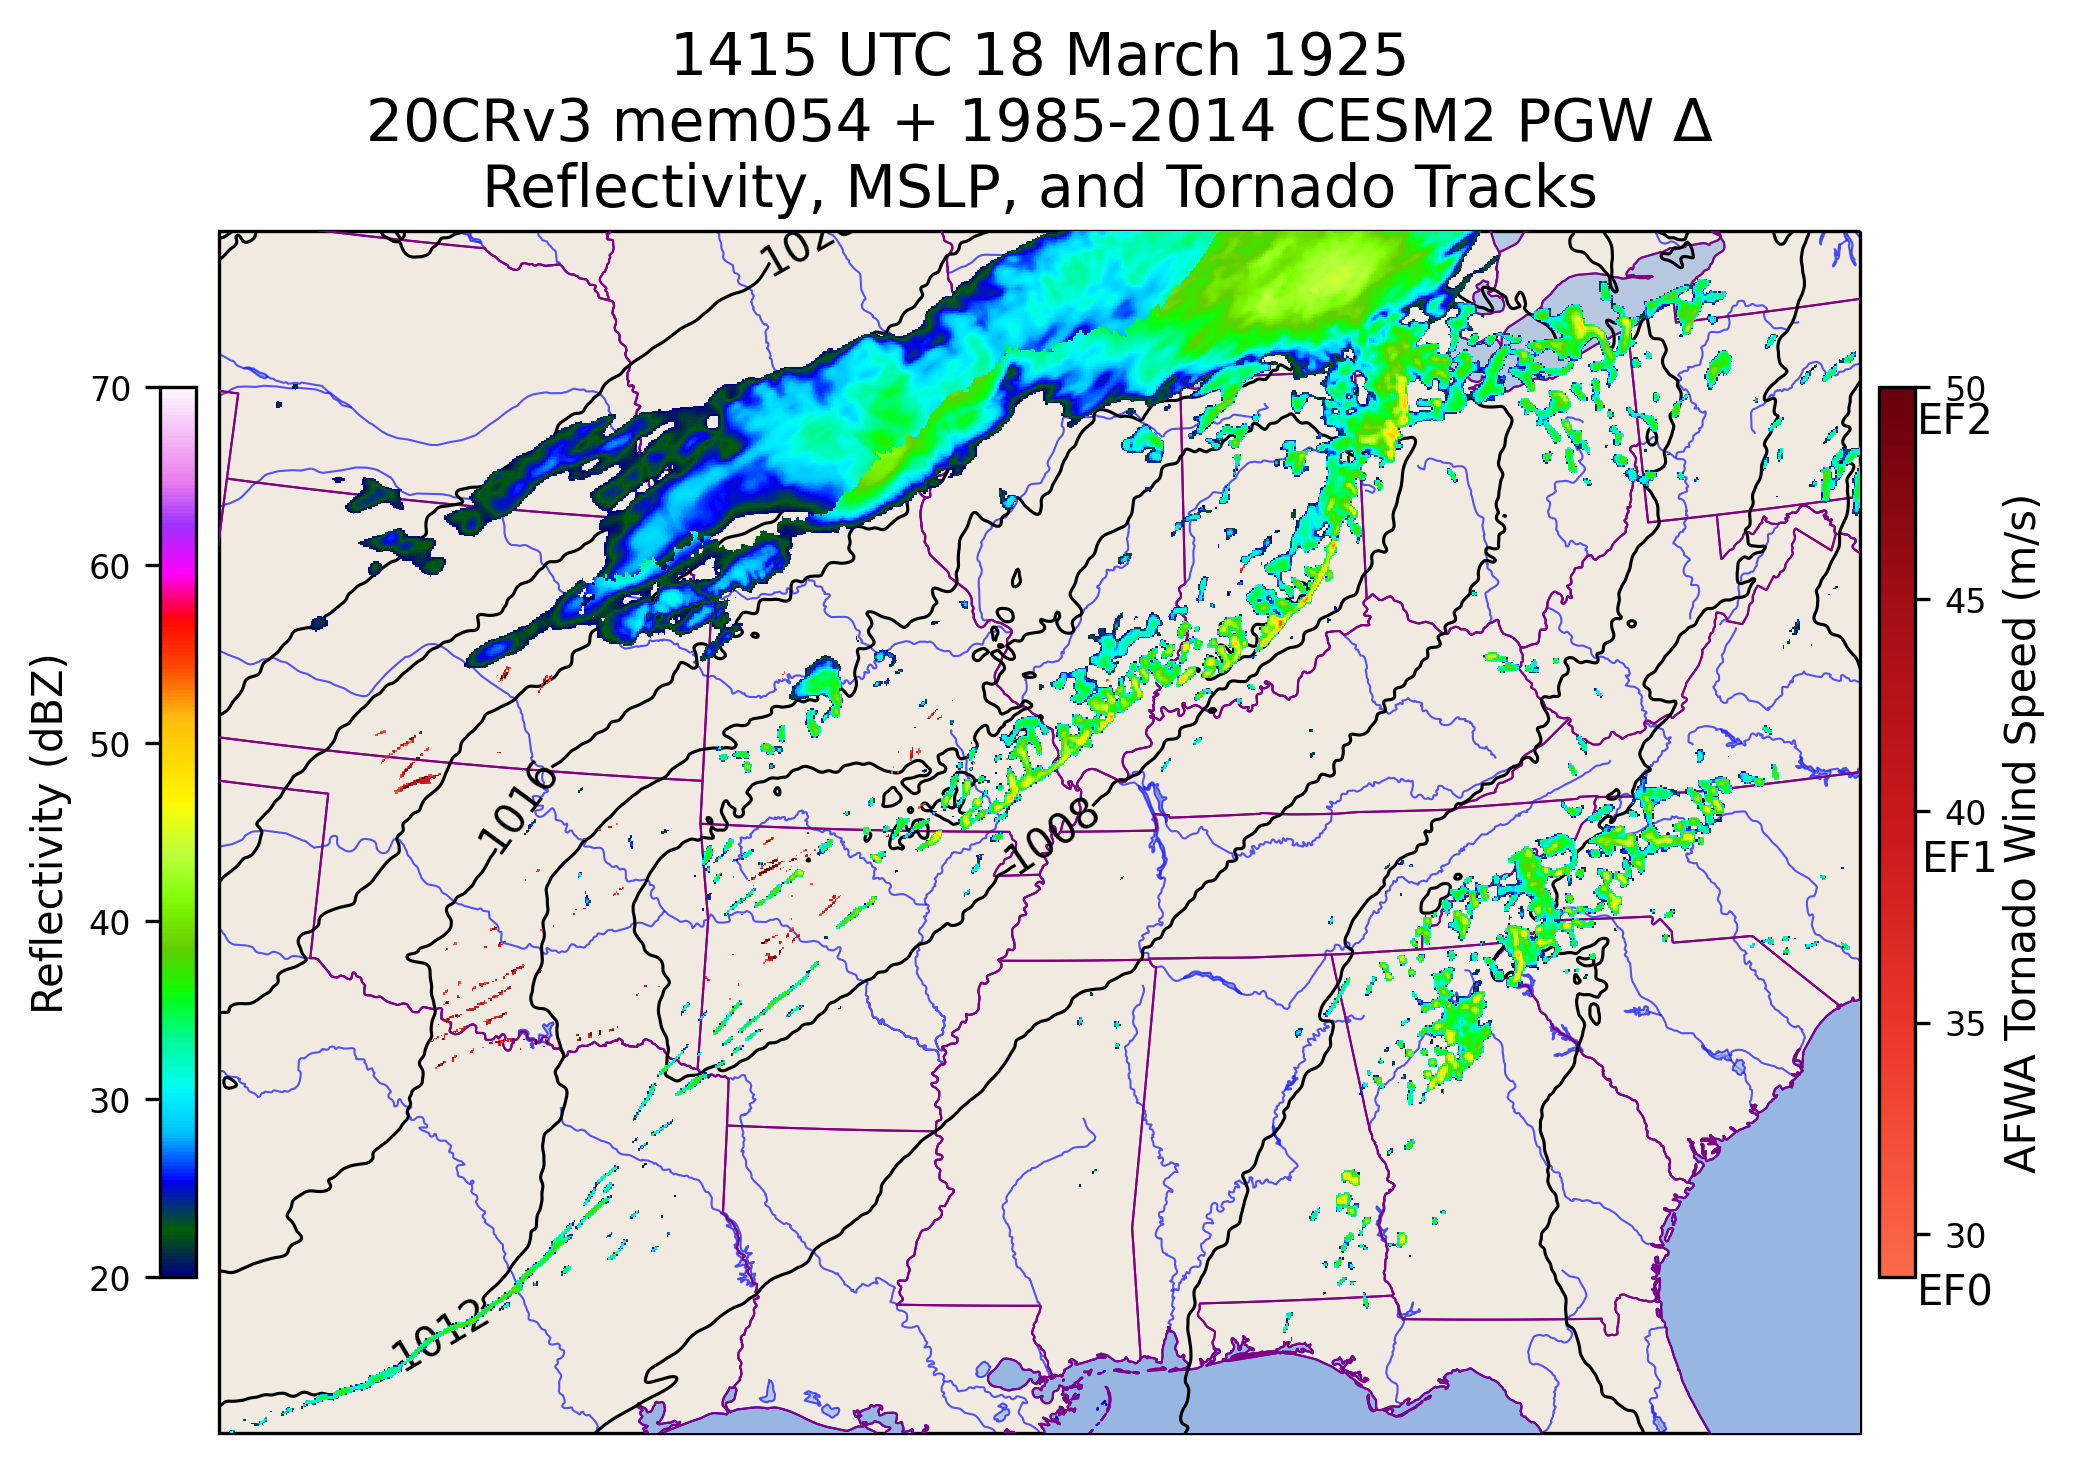 1415 UTC 18 March 1925
20CRv3 mem054 + 1985-2014 CESM2 PGW Δ
Reflectivity, MSLP, and Tornado Tracks
70
60
50
40
30
20
Reflectivity (dBZ)
1016
1008
1012
50
EF2
45
40
EF1
35
30
EF0
AFWA Tornado Wind Speed (m/s)